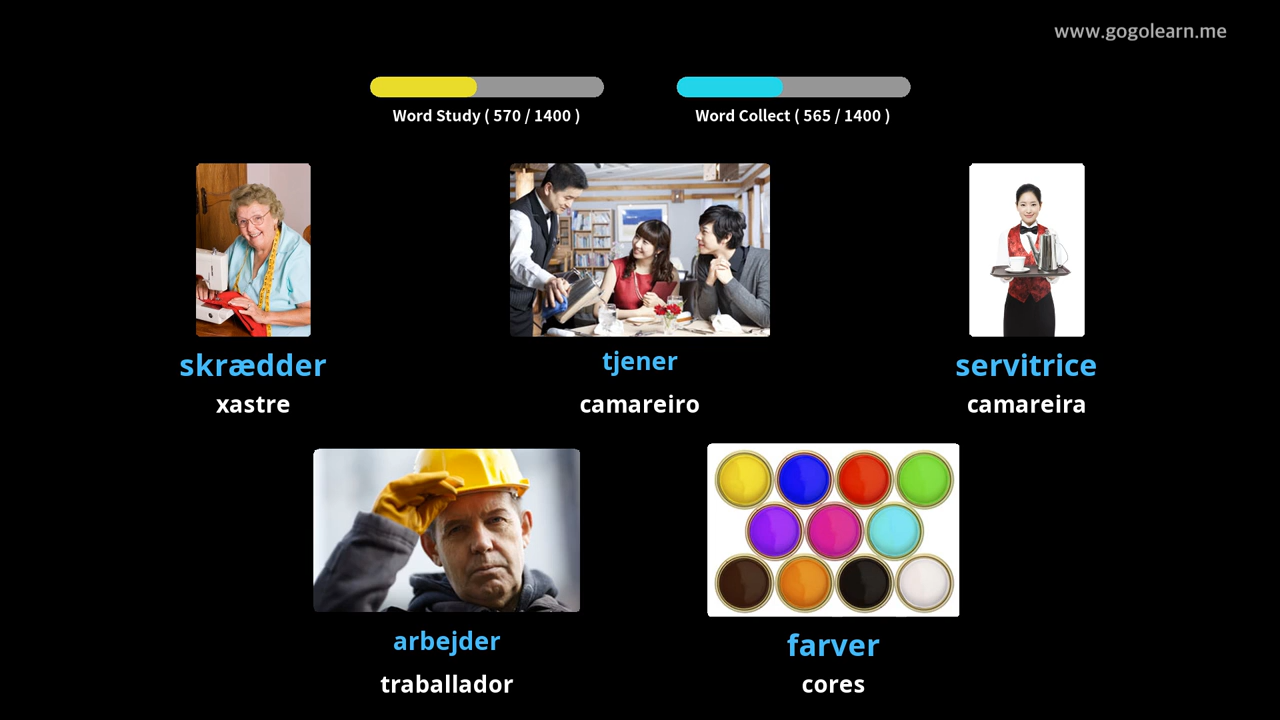 www.gogolearn.me
Word Study ( 570 / 1400 )
Word Collect ( 565 / 1400 )
skrædder
xastre
tjener
camareiro
servitrice
camareira
arbejder
traballador
farver
cores